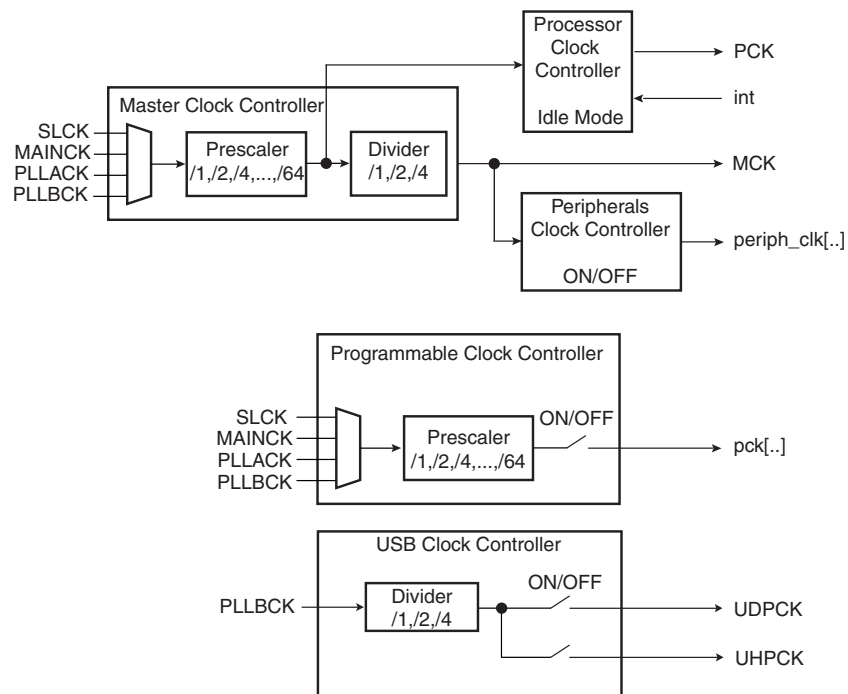 Processor
Clock
Controller
Idle Mode
PCK
int
Master Clock Controller
SLCK
MAINCK
PLLACK
PLLBCK
Prescaler
/1,/2,/4,...,/64
Divider
/1,/2,/4
MCK
Peripherals
Clock Controller
ON/OFF
periph_clk[..]
Programmable Clock Controller
SLCK
MAINCK
PLLACK
PLLBCK
Prescaler
/1,/2,/4,...,/64
ON/OFF
pck[..]
USB Clock Controller
PLLBCK
Divider
/1,/2,/4
ON/OFF
UDPCK
UHPCK